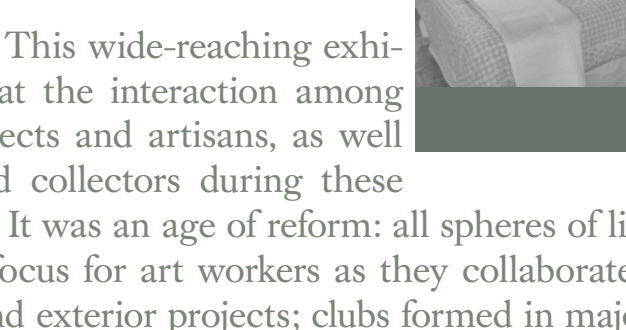 This wide-reaching exhi-
at the interaction among
ects and artisans, as well
d collectors during these
It was an age of reform: all spheres of li
focus for art workers as they collaborate
nd exterior projects; clubs formed in majo